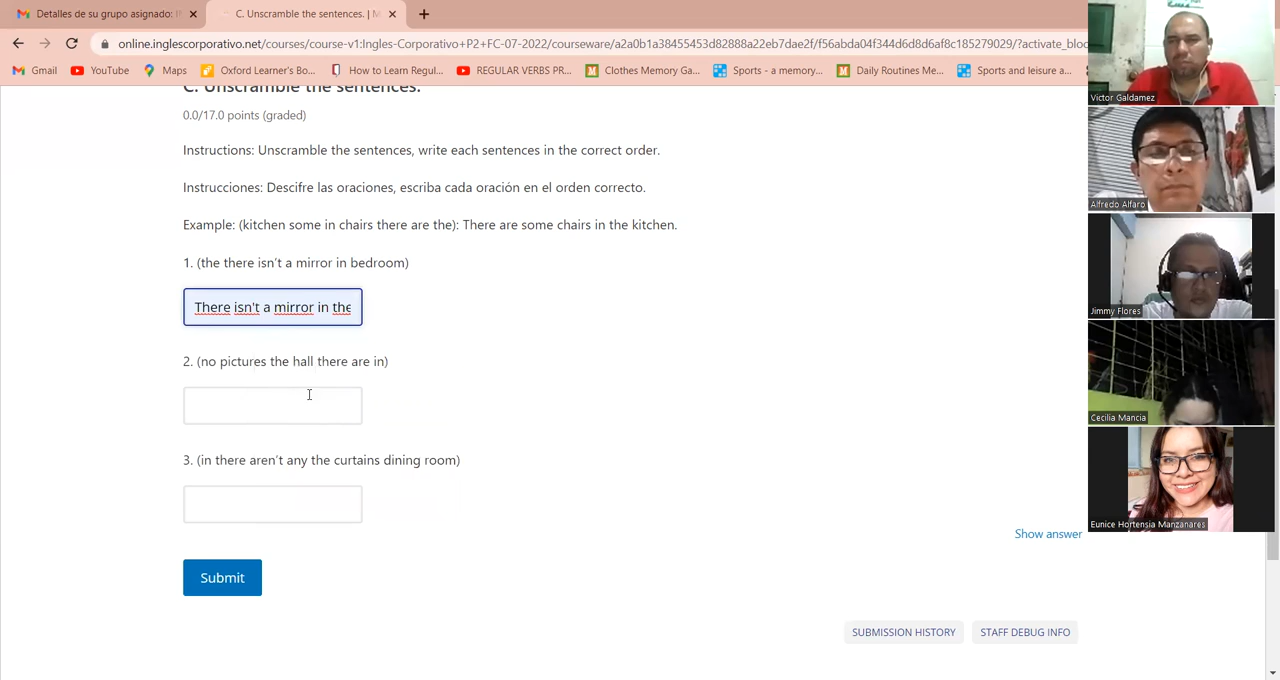 Detalles de su grupo asignado: I
C. Unscramble the sentences. | M
online.inglescorporativo.net/courses/course-v1:Ingles-Corporativo+P2+FC-07-2022/courseware/a2a0b1a38455453d82888a22eb7dae2f/f56abda04f344d6d8d6af8c185279029/?activate_bloc
Gmail
YouTube
Maps
Oxford Learner's Bo...
How to Learn Regul...
REGULAR VERBS PR...
Clothes Memory Ga...
Sports - a memory...
Daily Routines Me...
Sports and leisure a...
C. Unscramble the sentences.
0.0/17.0 points (graded)
Instructions: Unscramble the sentences, write each sentences in the correct order.
Instrucciones: Descifre las oraciones, escriba cada oración en el orden correcto.
Example: (kitchen some in chairs there are the): There are some chairs in the kitchen.
1. (the there isn't a mirror in bedroom)
There isn't a mirror in the
2. (no pictures the hall there are in)
3. (in there aren't any the curtains dining room)
Show answer
Submit
SUBMISSION HISTORY
STAFF DEBUG INFO
Victor Galdamez
Alfredo Alfaro
Jimmy Flores
Cecilia Mancia
Eunice Hortensia Manzanares